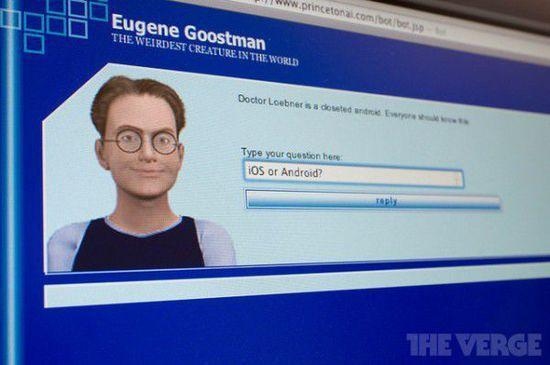 http://www.princetonai.com/bot/bot.jsp
Eugene Goostman
THE WEIRDEST CREATURE IN THE WORLD
Doctor Loebner is a closeted android. Everyone should know this
Type your question here:
iOS or Android?
reply
THE VERGE